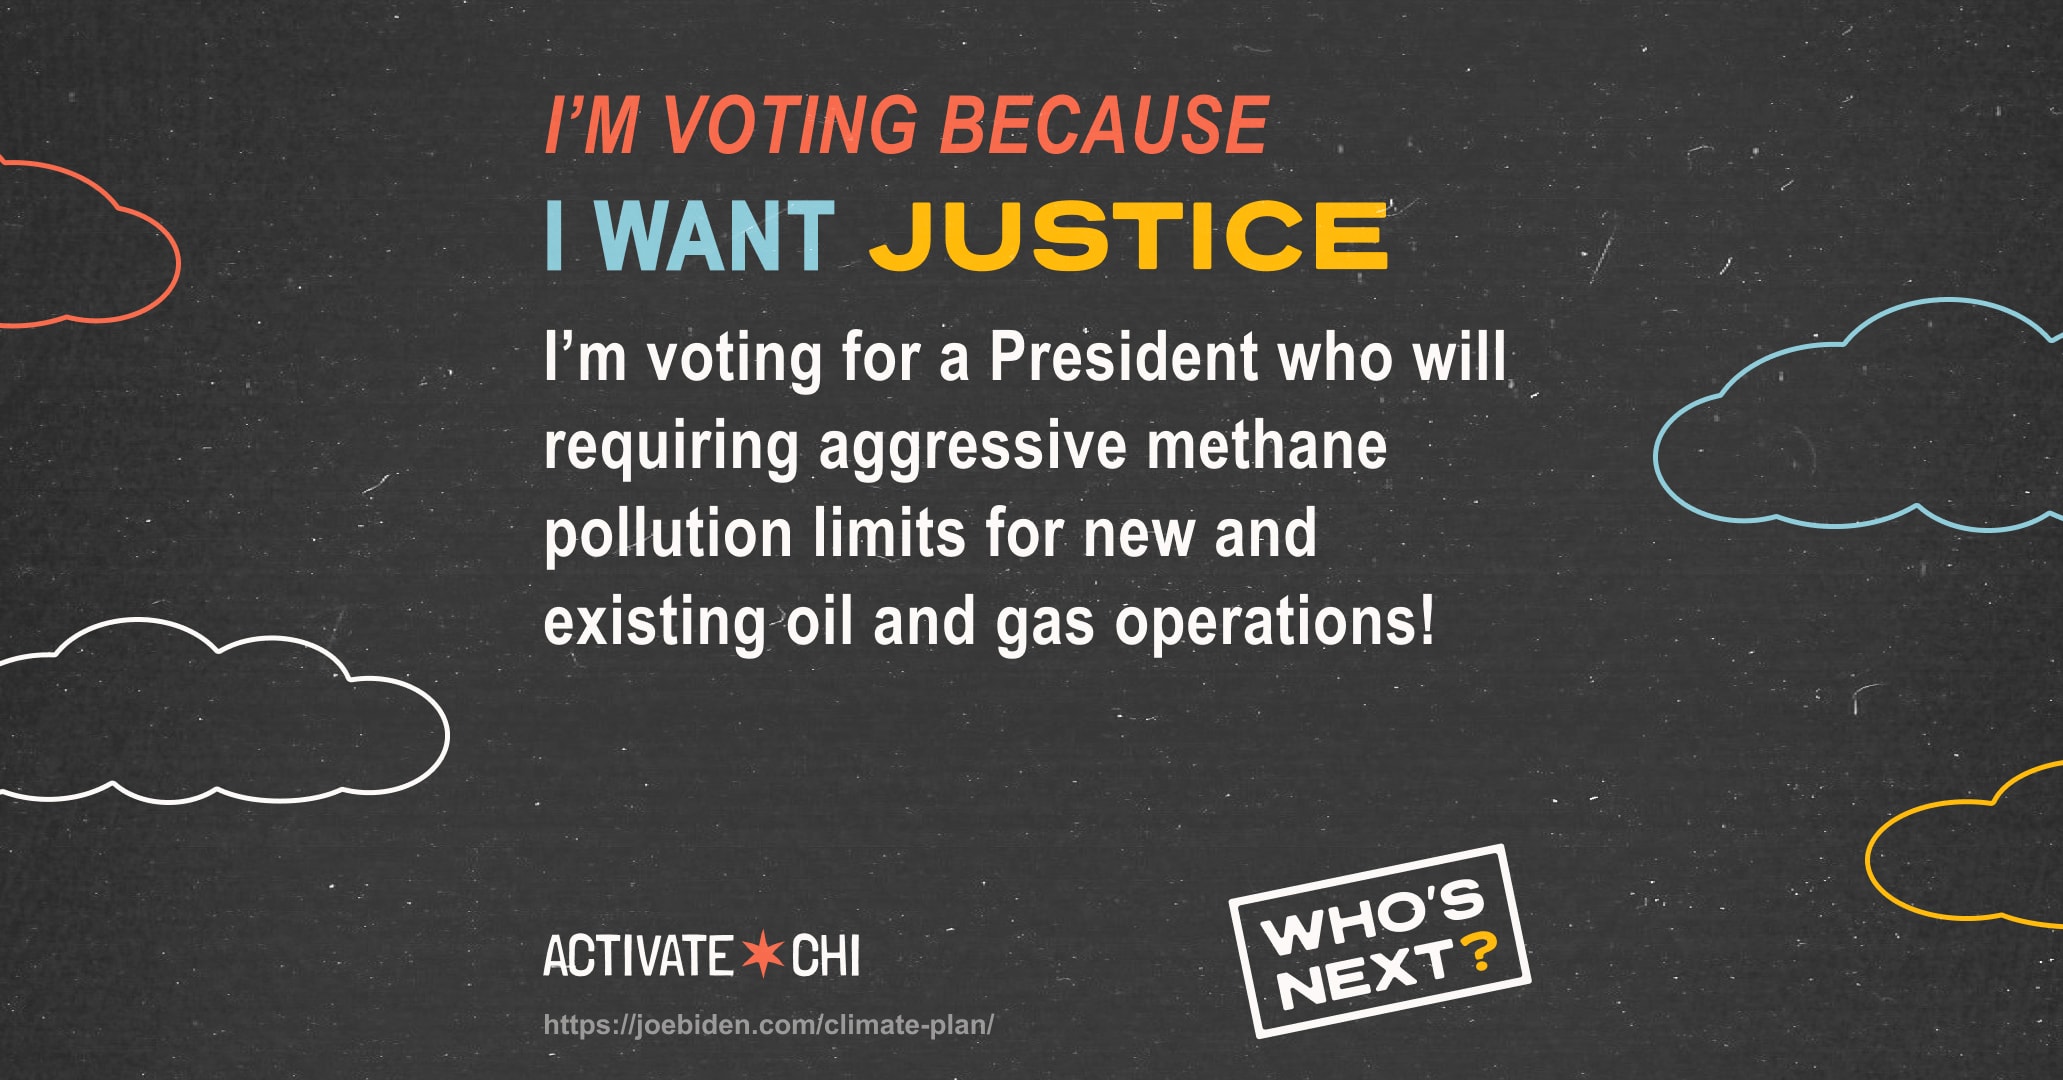 I'M VOTING BECAUSE
I WANT JUSTICE
I'm voting for a President who will
requiring aggressive methane
pollution limits for new and
existing oil and gas operations!
ACTIVATE CHI
https://joebiden.com/climate-plan/
WHO'S
NEXT?